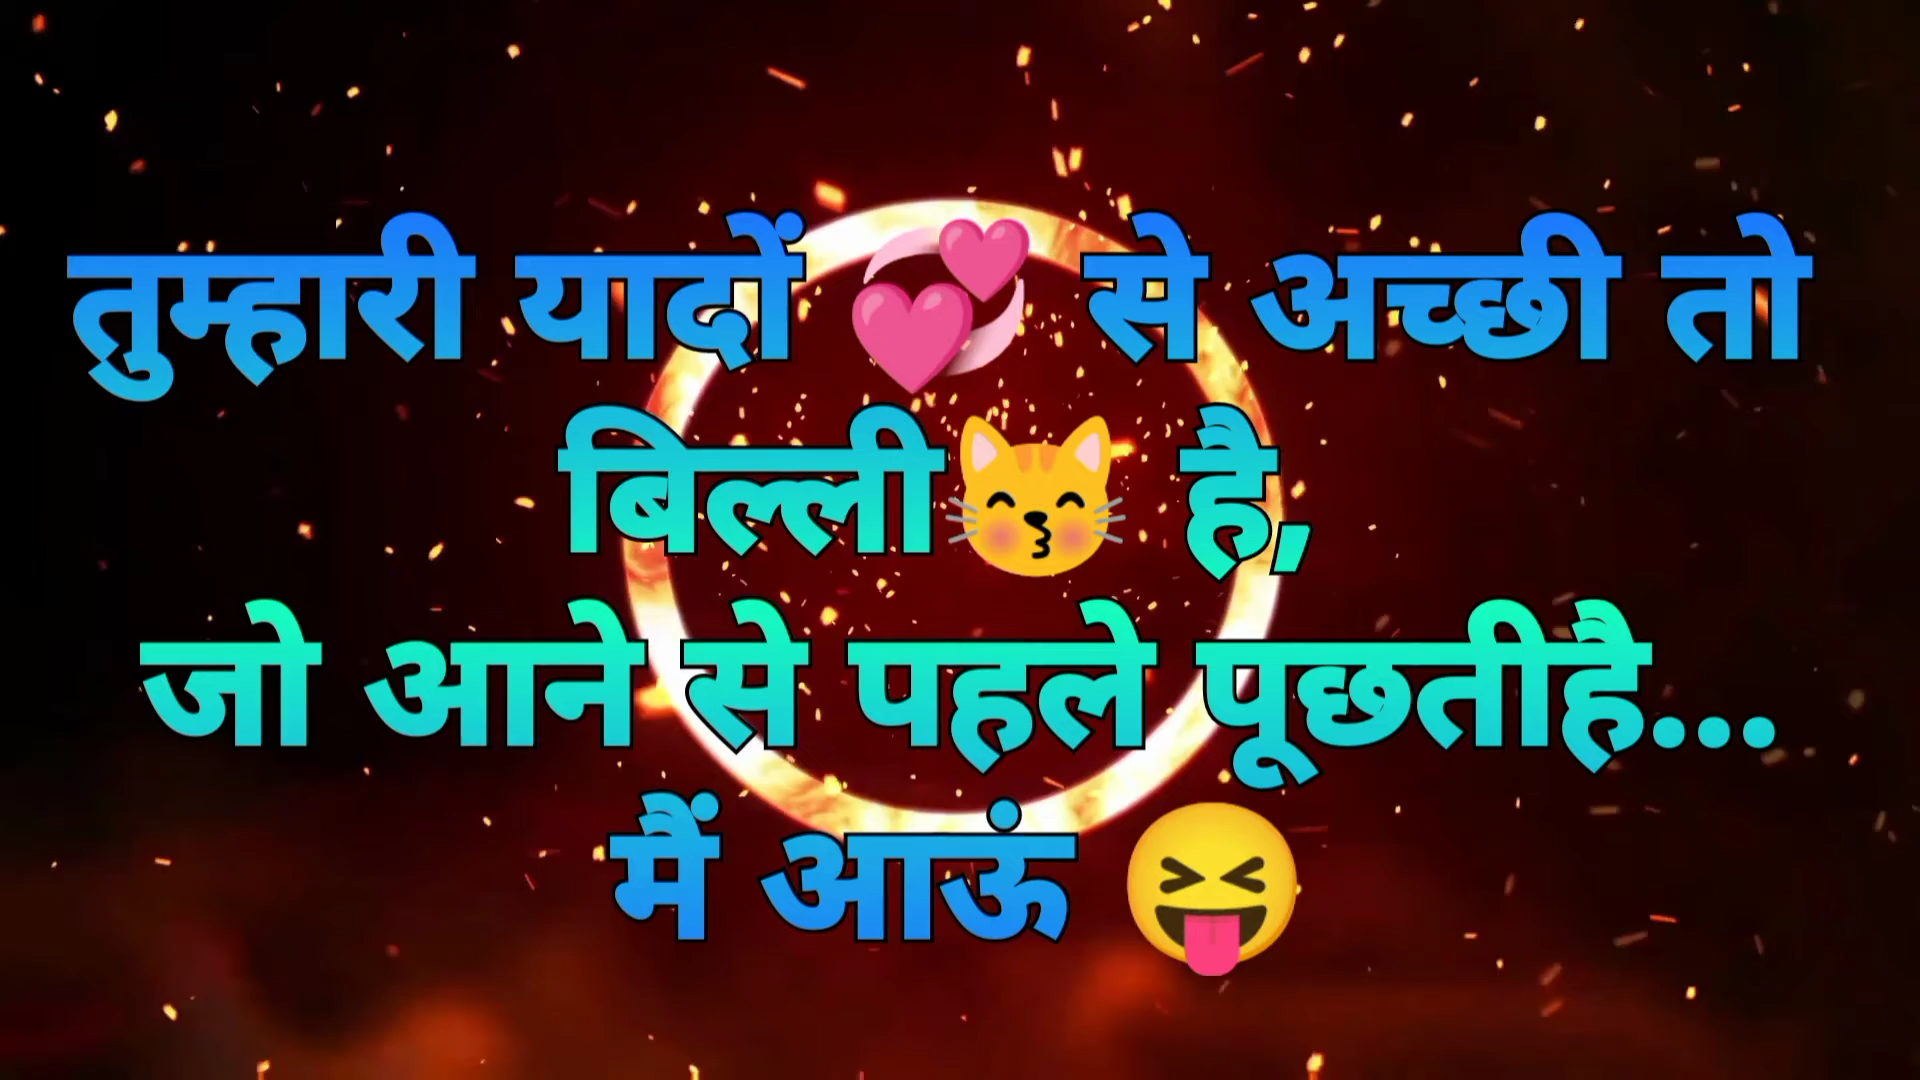 तुम्हारी यादों 💞 से अच्छी तो
बिल्ली😽 है,
जो आने से पहले पूछतीहै...
मैं आऊं 😝